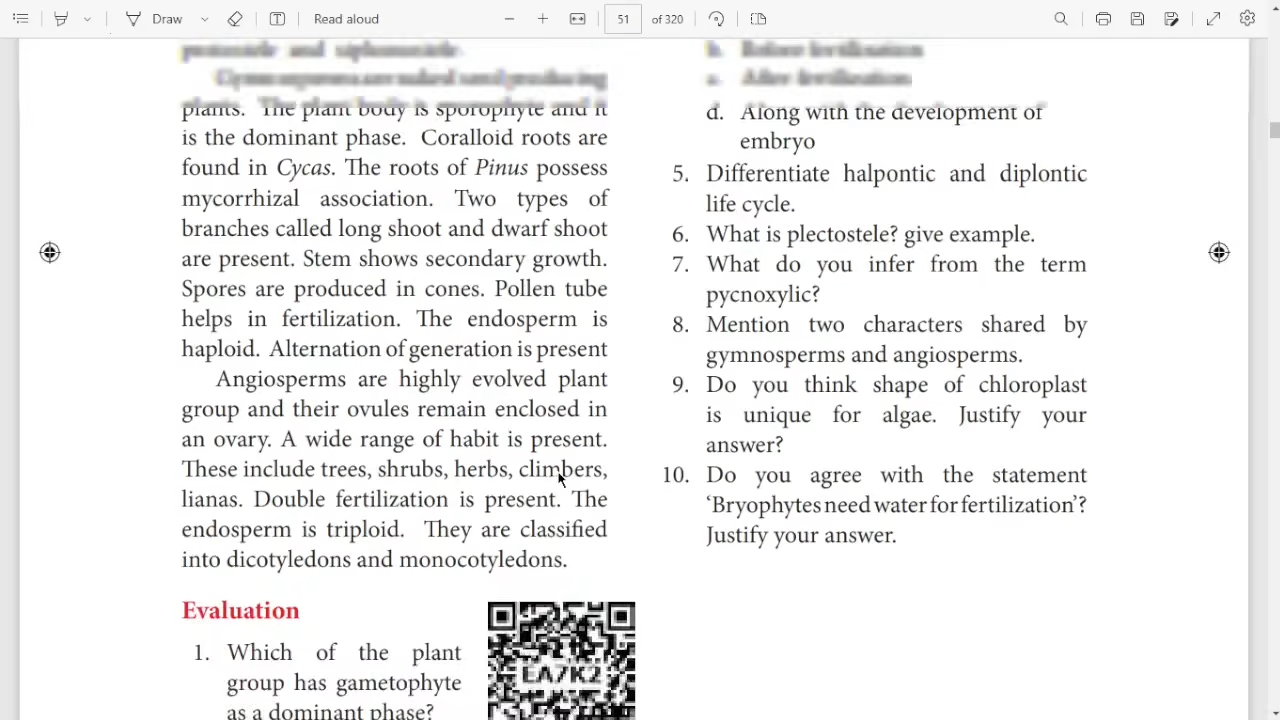 Draw
Read aloud
51
of 320
plants. The plant body is sporophyte and it
is the dominant phase. Coralloid roots are
found in Cycas. The roots of Pinus possess
mycorrhizal association. Two types of
branches called long shoot and dwarf shoot
are present. Stem shows secondary growth.
Spores are produced in cones. Pollen tube
helps in fertilization. The endosperm is
haploid. Alternation of generation is present
Angiosperms are highly evolved plant
group and their ovules remain enclosed in
an ovary. A wide range of habit is present.
These include trees, shrubs, herbs, climbers,
lianas. Double fertilization is present. The
endosperm is triploid. They are classified
into dicotyledons and monocotyledons.
Evaluation
1. Which of the plant
group has gametophyte
as a dominant phase?
EA7K2
b. Before fertilisation
After fertilization
d. Along with the development of
embryo
5. Differentiate halpontic and diplontic
life cycle.
6. What is plectostele? give example.
7. What do you infer from the term
pycnoxylic?
8. Mention two characters shared by
gymnosperms and angiosperms.
9. Do you think shape of chloroplast
is unique for algae. Justify your
answer?
10. Do you agree with the statement
‘Bryophytes need water for fertilization’?
Justify your answer.